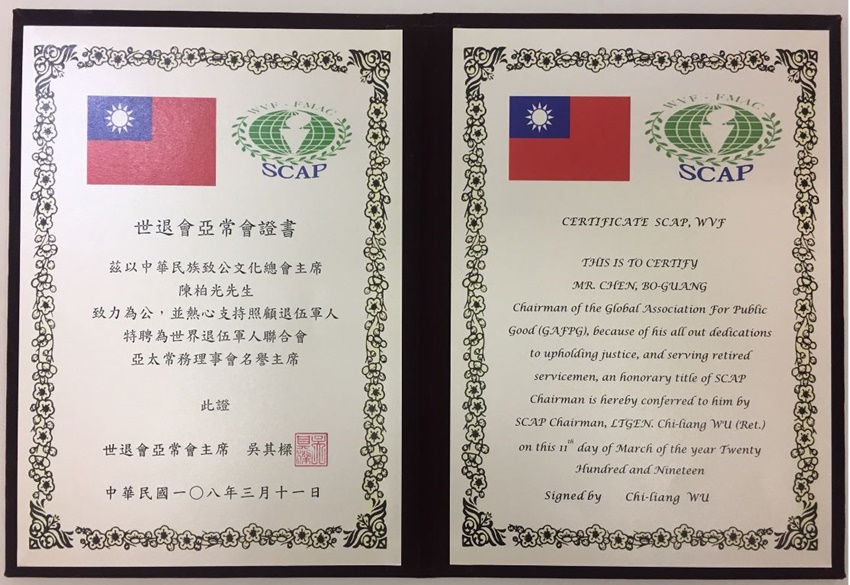 WVF - FMAC
SCAP
世退會亞常會證書
茲以中華民族致公文化總會主席
陳柏光先生
致力為公，並熱心支持照顧退伍軍人
特聘為世界退伍軍人聯合會
亞太常務理事會名譽主席
此證
世退會亞常會主席 吳其樑
中華民國一〇八年三月十一日
WVF - FMAC
SCAP
CERTIFICATE SCAP, WVF
THIS IS TO CERTIFY
MR. CHEN, BO-GUANG
Chairman of the Global Association For Public
Good (GAFPG), because of his all out dedications
to upholding justice, and serving retired
servicemen, an honorary title of SCAP
Chairman is hereby conferred to him by
SCAP Chairman, LTGEN. Chi-liang WU (Ret.)
on this 11th day of March of the year Twenty
Hundred and Nineteen
Signed by Chi-liang WU